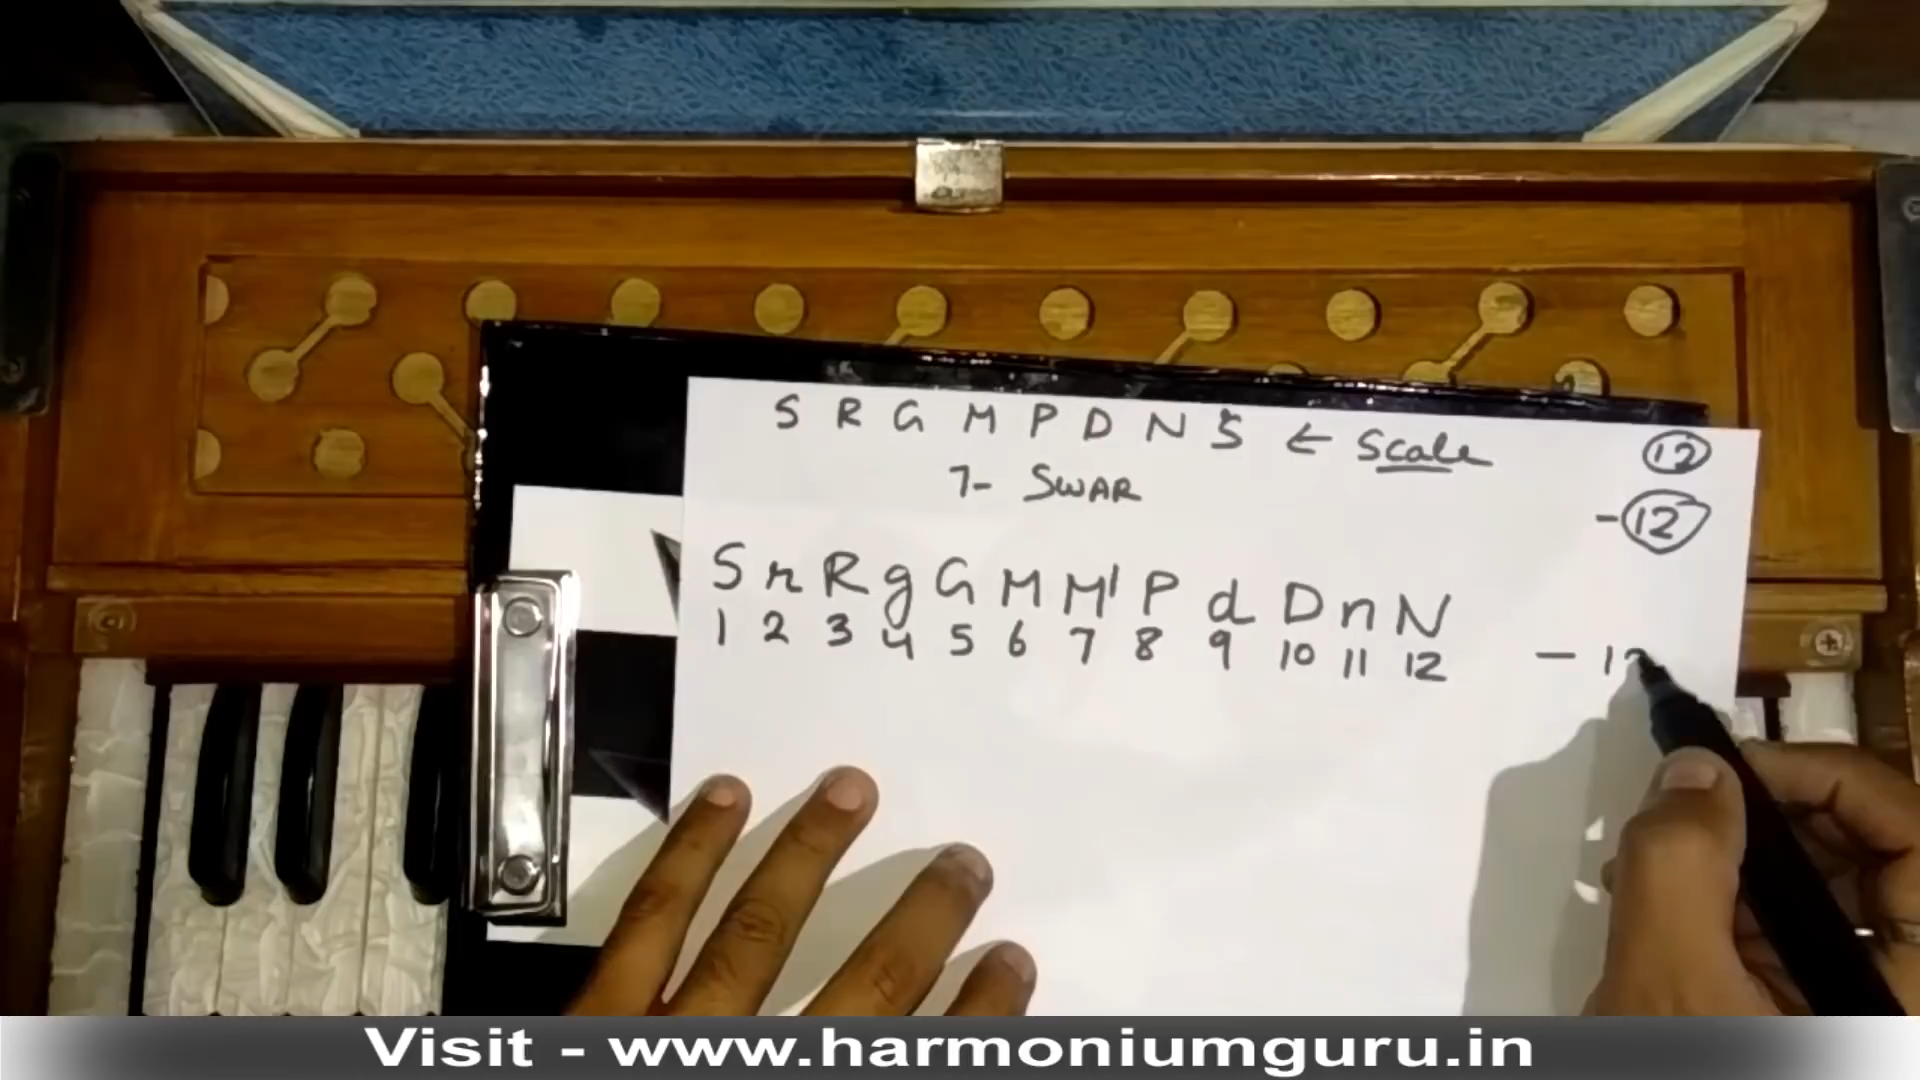 S R G M P D N Ṡ ← Scale
12
7- SWAR
- 12
S r R g G M M' P d D n N
1 2 3 4 5 6 7 8 9 10 11 12 - 12
Visit - www.harmoniumguru.in